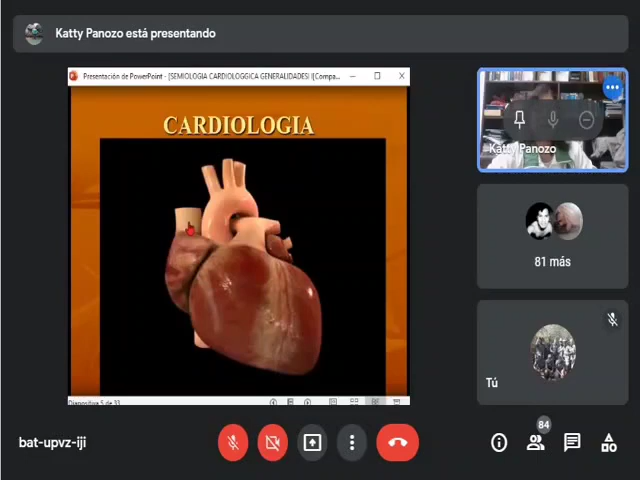 Katty Panozo está presentando
Presentación de PowerPoint - [SEMIOLOGIA CARDIOLOGGICA GENERALIDADES! [Compa...
CARDIOLOGIA
Diapositiva 5 de 33
Katty Panozo
81 más
Tú
84
bat-upvz-iji